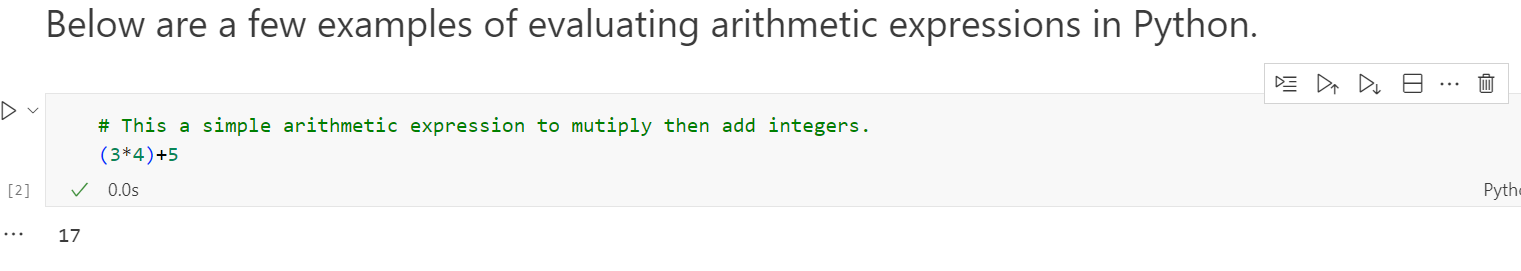 Below are a few examples of evaluating arithmetic expressions in Python.
# This a simple arithmetic expression to mutiply then add integers.
(3*4)+5
[2]
0.0s
17